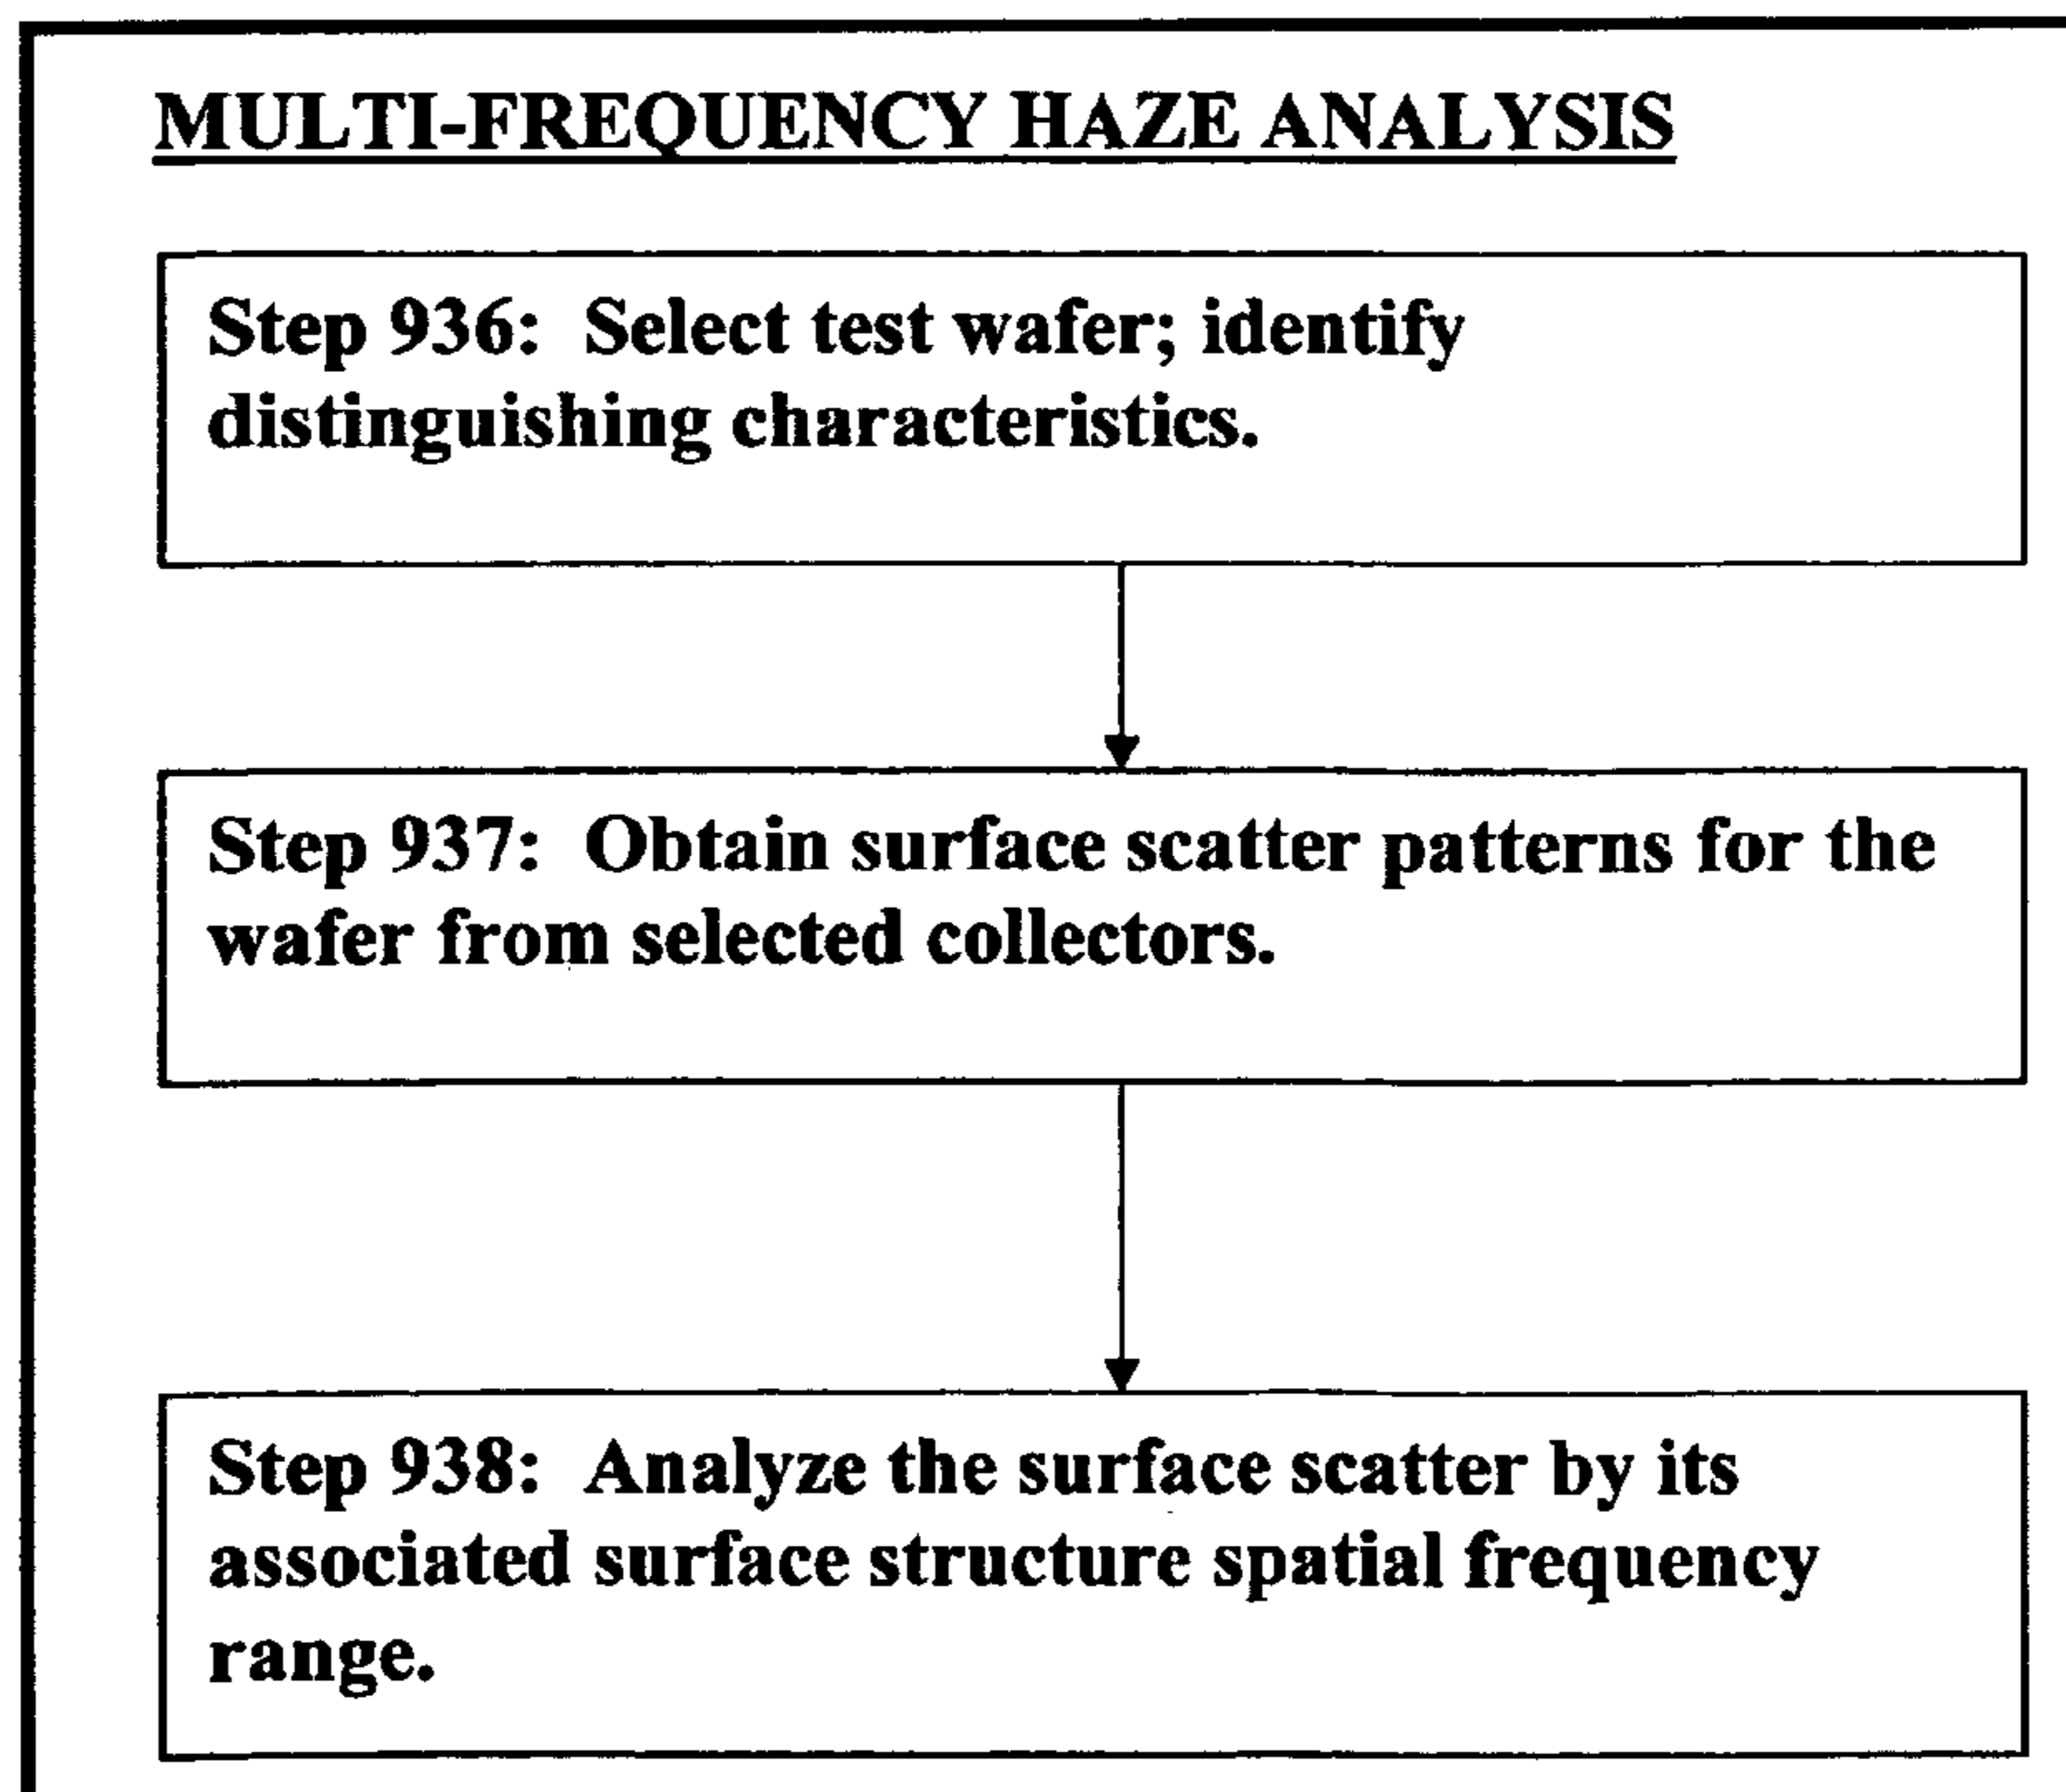 MULTI-FREQUENCY HAZE ANALYSIS
Step 936: Select test wafer; identify
distinguishing characteristics.
Step 937: Obtain surface scatter patterns for the
wafer from selected collectors.
Step 938: Analyze the surface scatter by its
associated surface structure spatial frequency
range.